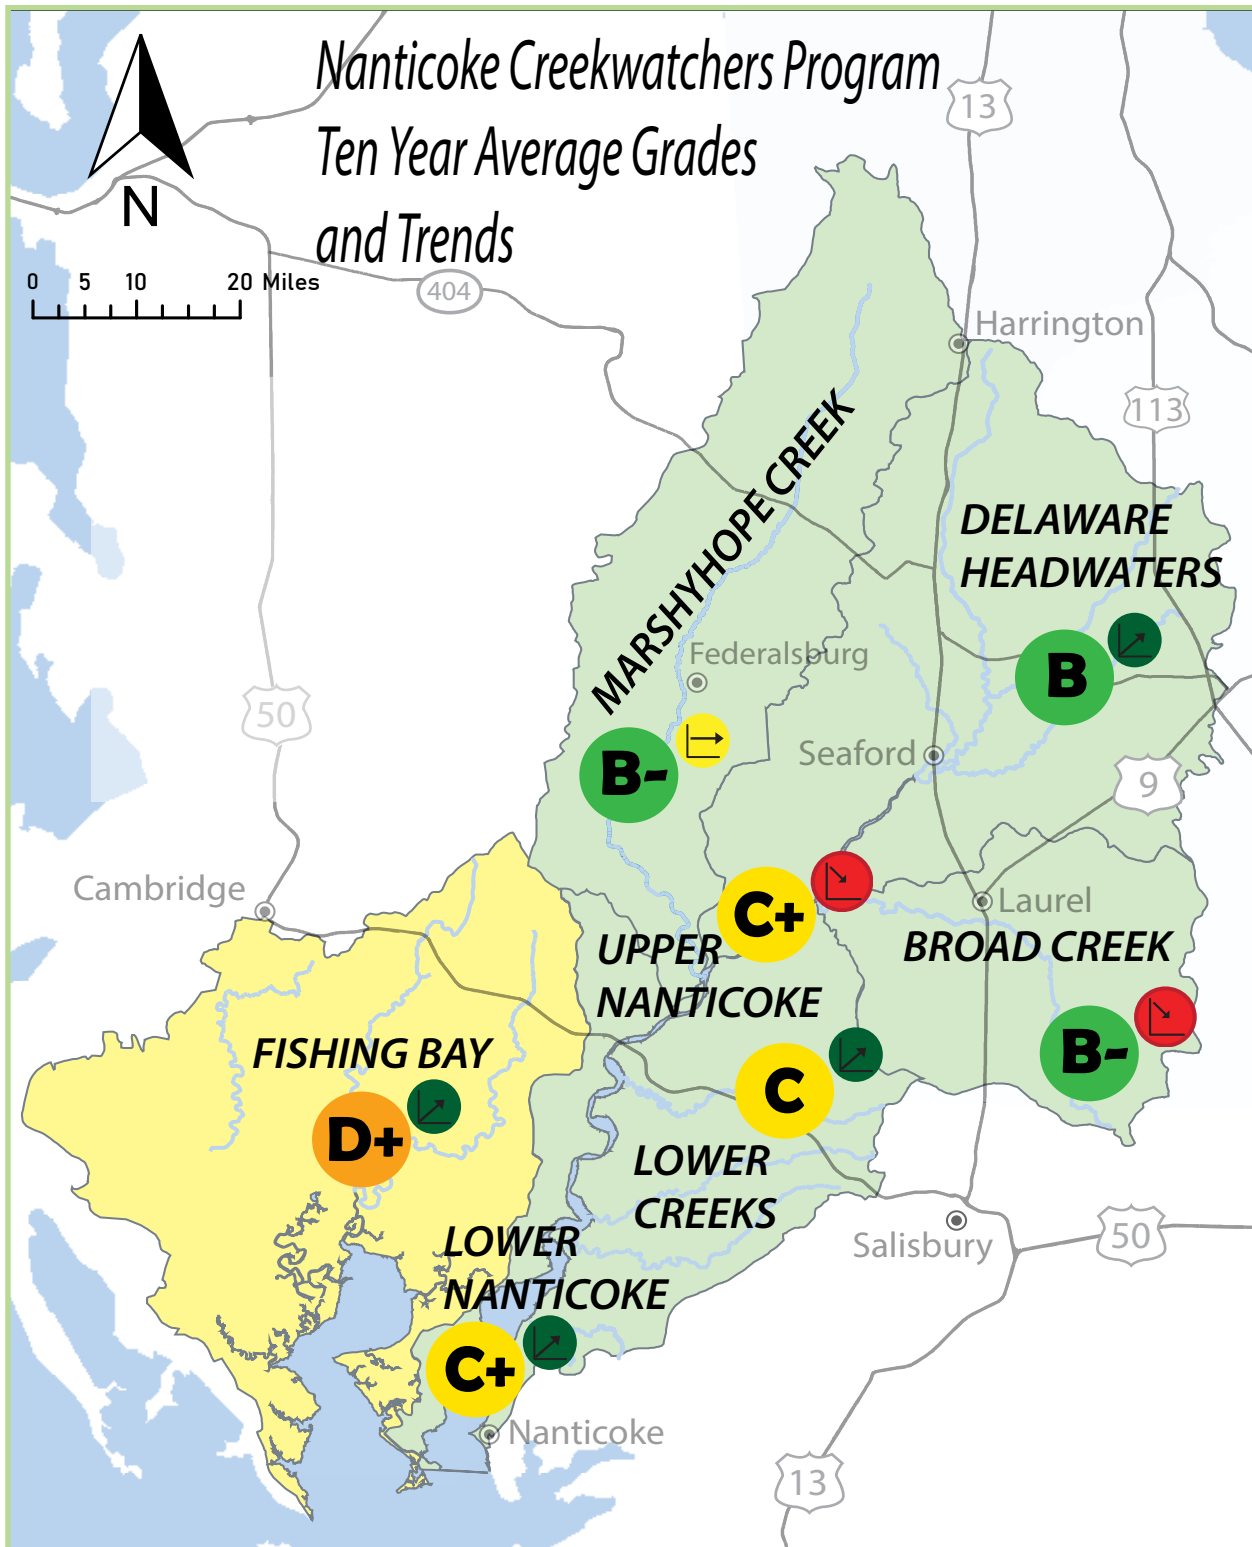 Nanticoke Creekwatchers Program
Ten Year Average Grades
and Trends
N
0 5 10 20 Miles
13
404
Harrington
113
MARSHYHOPE CREEK
DELAWARE
HEADWATERS
Federalsburg
B
50
B-
Seaford
9
Cambridge
C+
Laurel
UPPER
NANTICOKE
BROAD CREEK
FISHING BAY
B-
C
D+
LOWER
CREEKS
Salisbury
50
LOWER
NANTICOKE
C+
Nanticoke
13